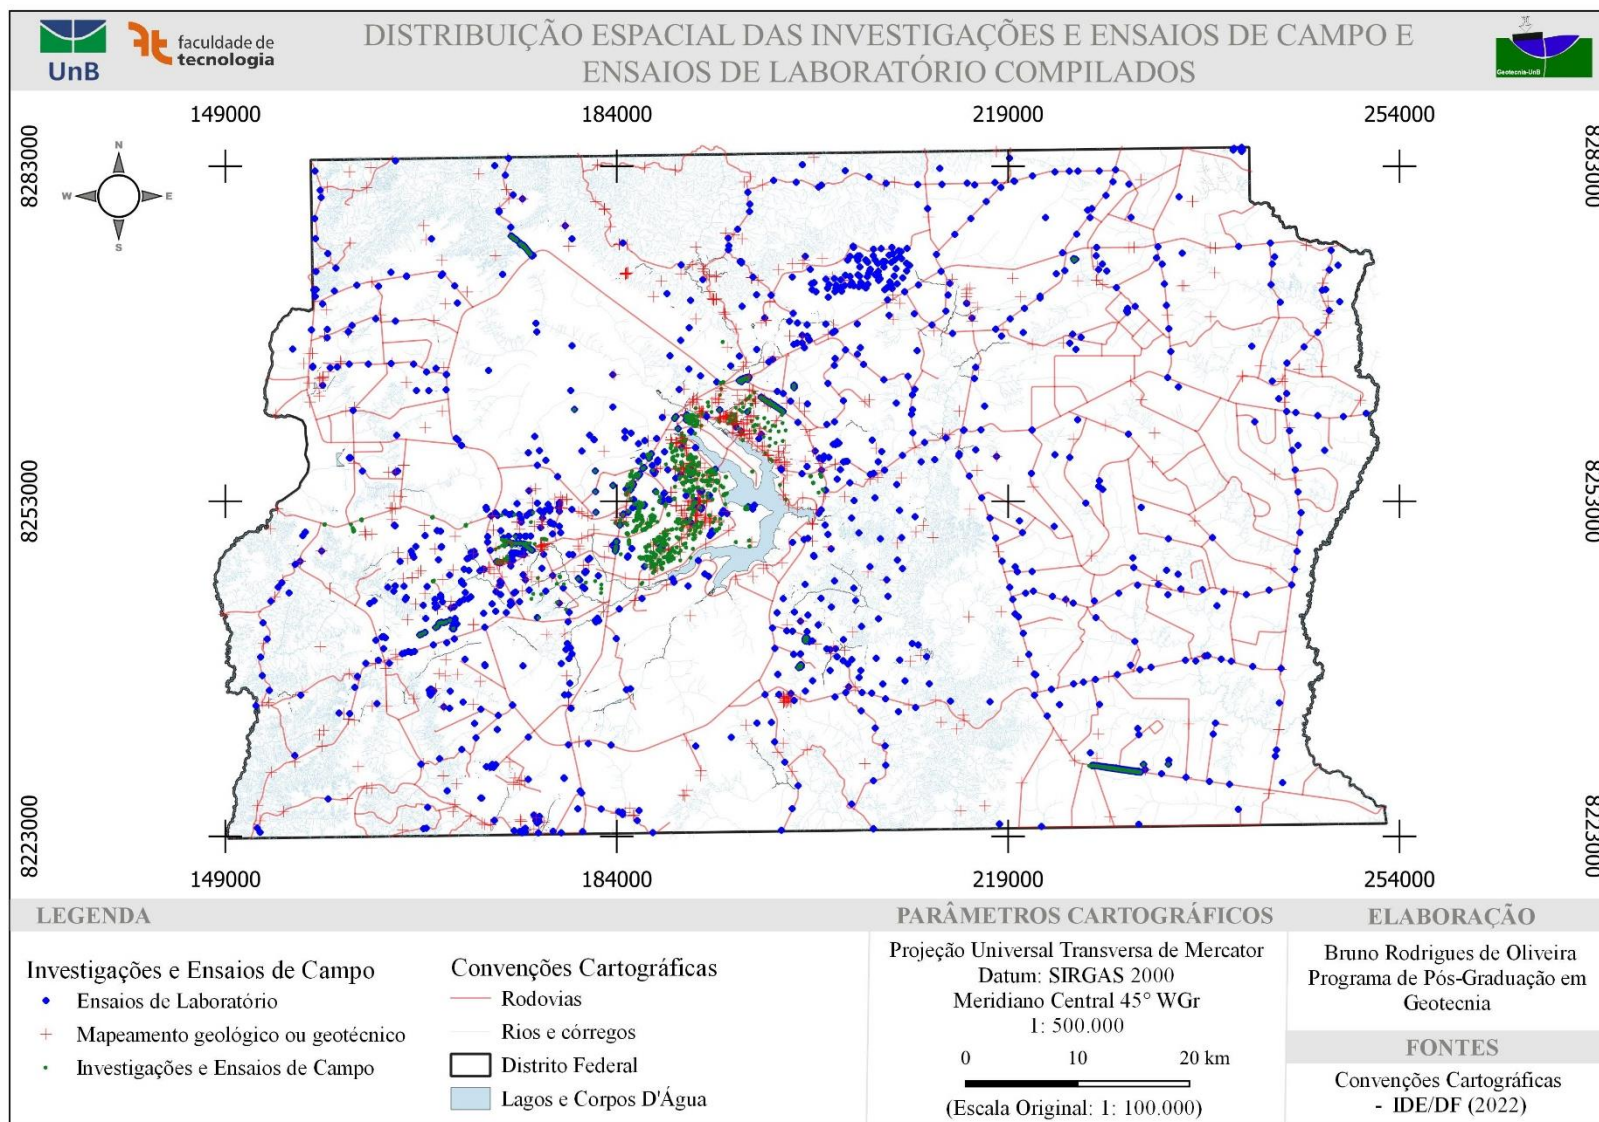 UnB
faculdade de
tecnologia
DISTRIBUIÇÃO ESPACIAL DAS INVESTIGAÇÕES E ENSAIOS DE CAMPO E
ENSAIOS DE LABORATÓRIO COMPILADOS
Geotecnia-UnB
149000
184000
219000
254000
8283000
8283000
N
W
E
S
8253000
8253000
8223000
8223000
149000
184000
219000
254000
LEGENDA
Investigações e Ensaios de Campo
Ensaios de Laboratório
Mapeamento geológico ou geotécnico
Investigações e Ensaios de Campo
Convenções Cartográficas
Rodovias
Rios e córregos
Distrito Federal
Lagos e Corpos D'Água
PARÂMETROS CARTOGRÁFICOS
Projeção Universal Transversa de Mercator
Datum: SIRGAS 2000
Meridiano Central 45° WGr
1: 500.000
0 10 20 km
(Escala Original: 1: 100.000)
ELABORAÇÃO
Bruno Rodrigues de Oliveira
Programa de Pós-Graduação em
Geotecnia
FONTES
Convenções Cartográficas
- IDE/DF (2022)